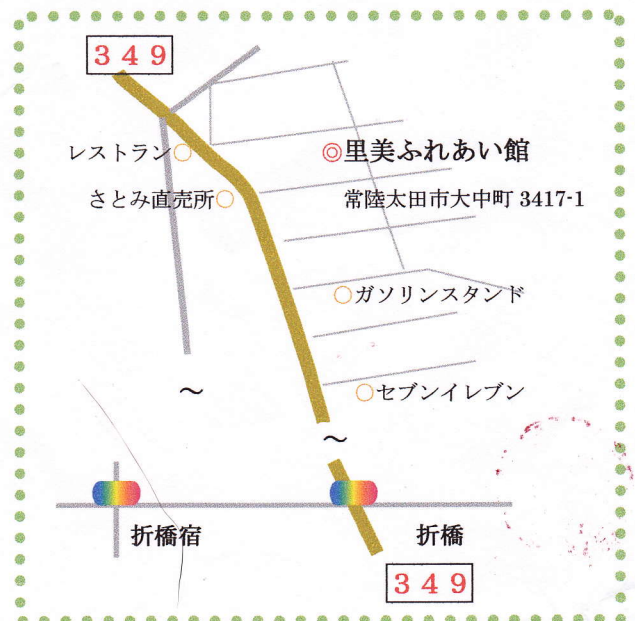 ３４９
レストラン
◎里美ふれあい館
さとみ直売所
常陸太田市大中町 3417-1
ガソリンスタンド
～
セブンイレブン
～
折橋宿
折橋
３４９